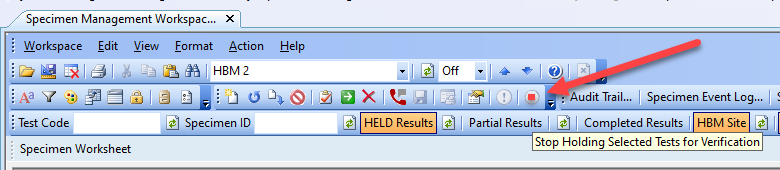 Specimen Management Workspac...
Workspace Edit View Format Action Help
HBM 2 Off
Audit Trail... Specimen Event Log...
Test Code Specimen ID HELD Results Partial Results Completed Results HBM Site
Stop Holding Selected Tests for Verification
Specimen Worksheet